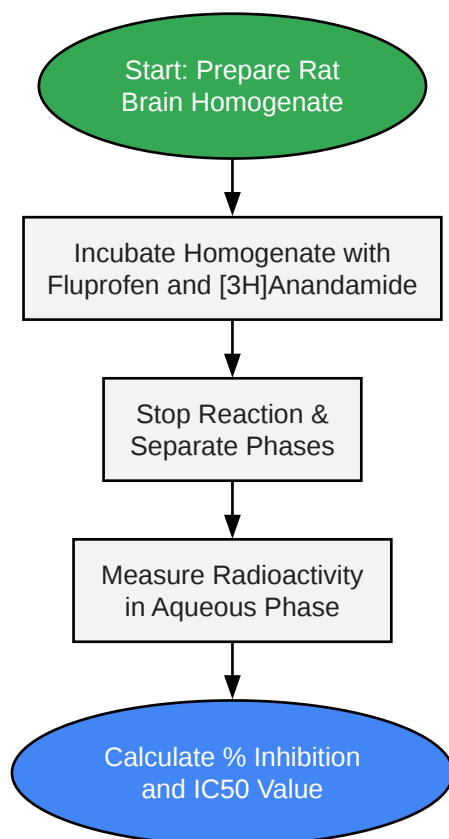 Start: Prepare Rat
Brain Homogenate
Incubate Homogenate with
Fluprofen and [3H]Anandamide
Stop Reaction &
Separate Phases
Measure Radioactivity
in Aqueous Phase
Calculate % Inhibition
and IC50 Value